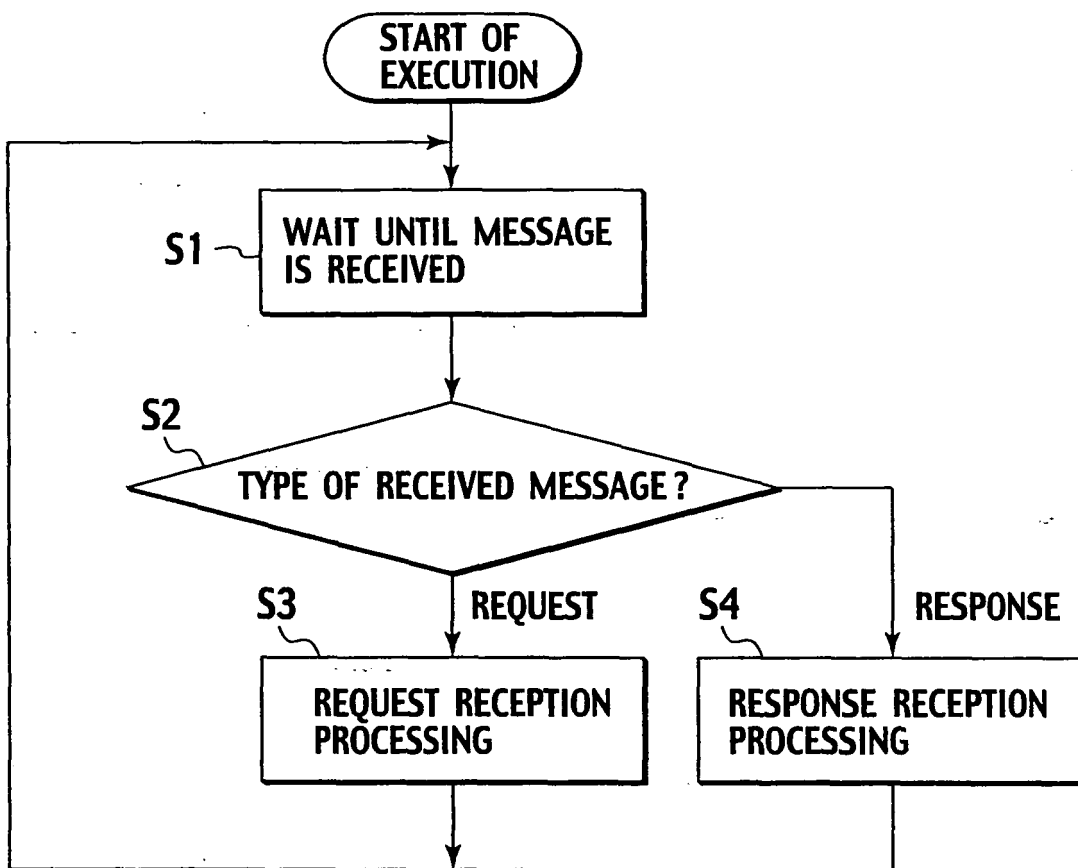 START OF
EXECUTION
S1
WAIT UNTIL MESSAGE
IS RECEIVED
S2
TYPE OF RECEIVED MESSAGE?
S3
REQUEST
S4
RESPONSE
REQUEST RECEPTION
PROCESSING
RESPONSE RECEPTION
PROCESSING